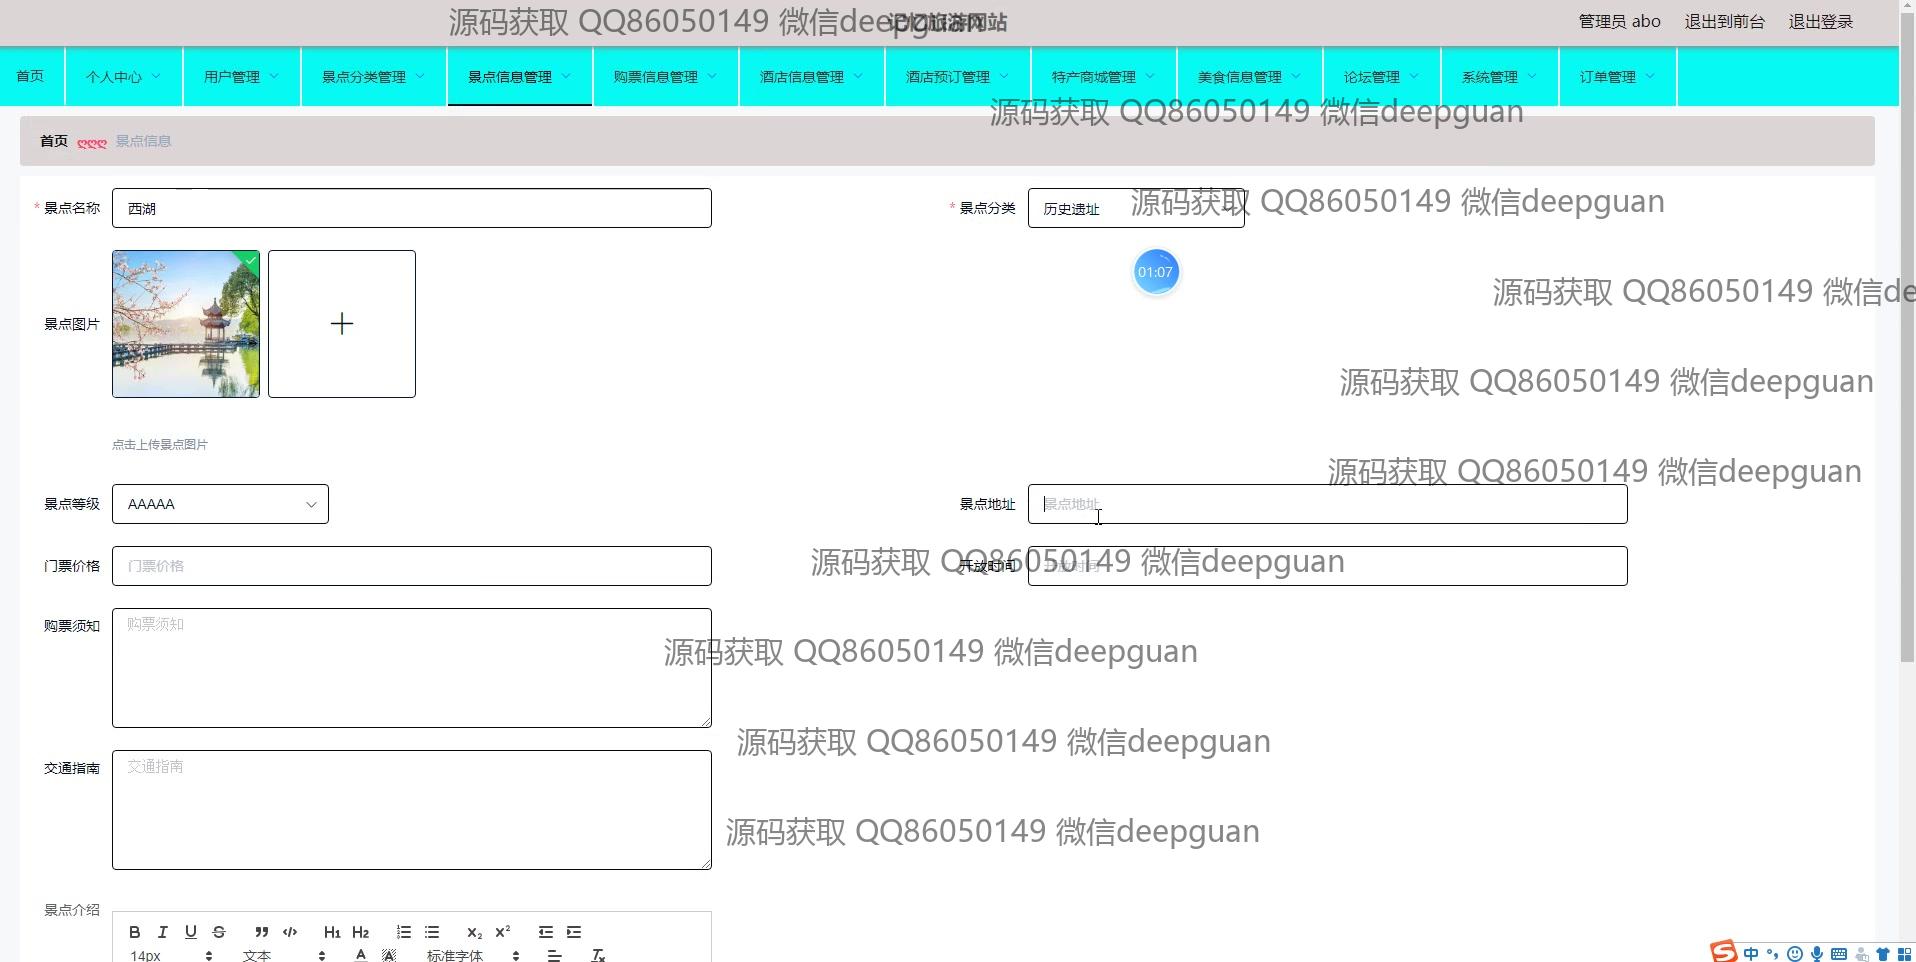 源码获取 QQ86050149 微信deepguan
记忆旅游网站
管理员 abo 退出到前台 退出登录
首页 个人中心 用户管理 景点分类管理 景点信息管理 购票信息管理 酒店信息管理 酒店预订管理 特产商城管理 美食信息管理 论坛管理 系统管理 订单管理
源码获取 QQ86050149 微信deepguan
首页 ღღღ 景点信息
* 景点名称 西湖
* 景点分类 历史遗址
源码获取 QQ86050149 微信deepguan
01:07
源码获取 QQ86050149 微信de
景点图片
源码获取 QQ86050149 微信deepguan
点击上传景点图片
源码获取 QQ86050149 微信deepguan
景点等级 AAAAA
景点地址 景点地址
门票价格 门票价格
开放时间 开放时间
源码获取 QQ86050149 微信deepguan
购票须知 购票须知
源码获取 QQ86050149 微信deepguan
源码获取 QQ86050149 微信deepguan
交通指南 交通指南
源码获取 QQ86050149 微信deepguan
景点介绍
B I U S H1 H2 x2 x2
14px 文本 A A 标准字体
中